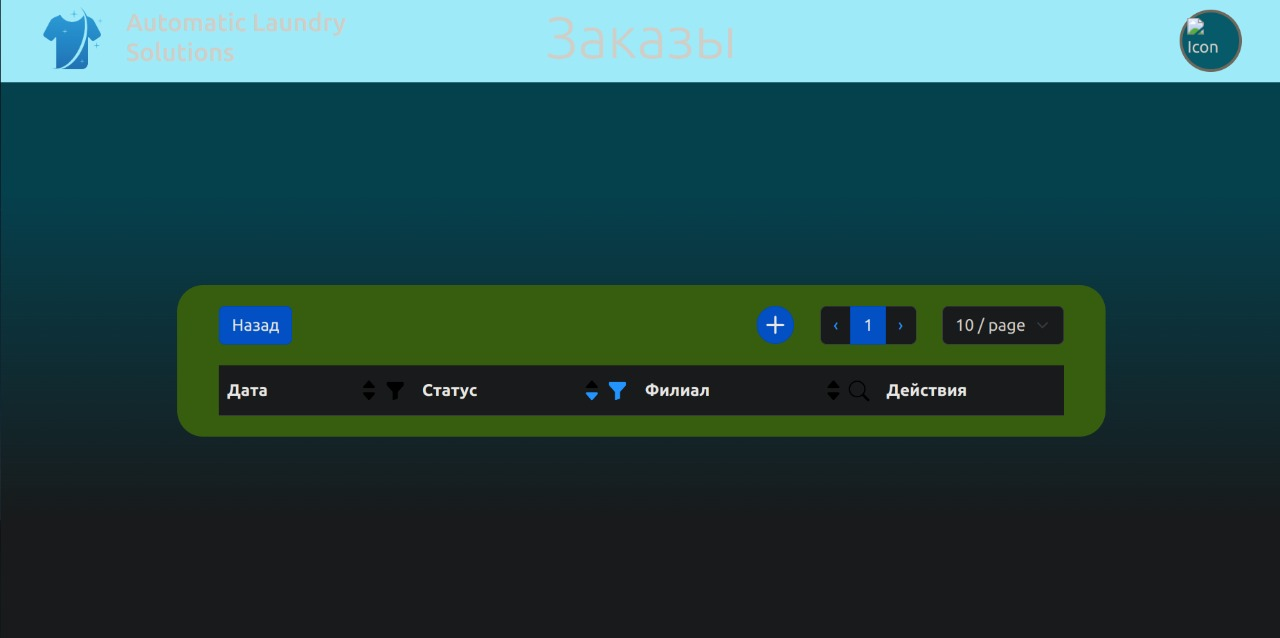 Automatic Laundry
Solutions
Заказы
Icon
Назад
‹ 1 ›
10 / page
Дата Статус Филиал Действия